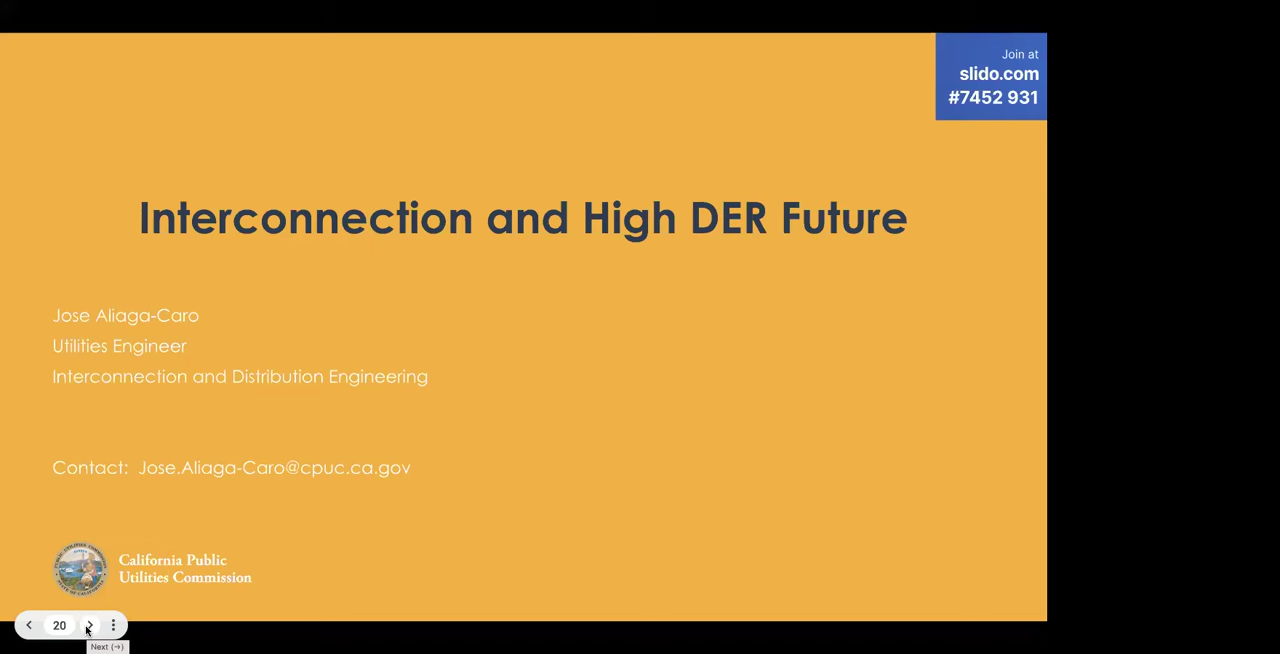 Join at
slido.com
#7452 931
Interconnection and High DER Future
Jose Aliaga-Caro
Utilities Engineer
Interconnection and Distribution Engineering
Contact: Jose.Aliaga-Caro@cpuc.ca.gov
California Public
Utilities Commission
20
Next (→)